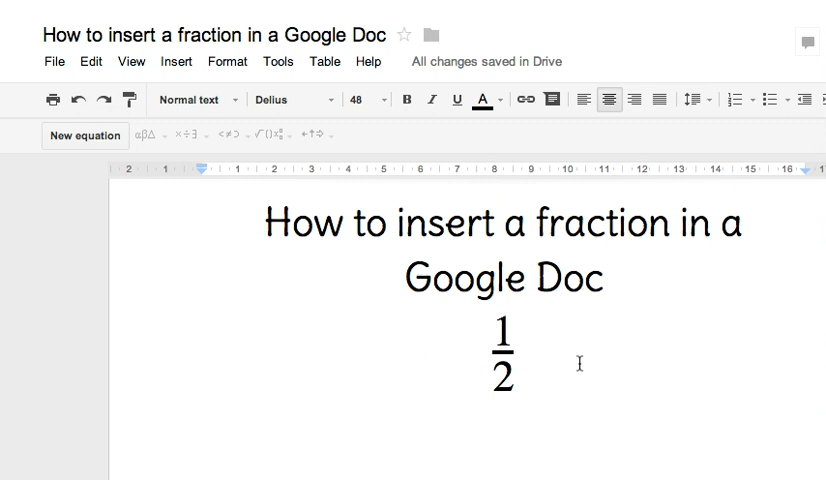 How to insert a fraction in a Google Doc
File Edit View Insert Format Tools Table Help All changes saved in Drive
Normal text Delius 48 B I U A
New equation αβΔ ×÷∃ <≠⊃ √()x ←↑⇒
2 1 1 2 3 4 5 6 7 8 9 10 11 12 13 14 15 16 1
How to insert a fraction in a
Google Doc
1
2